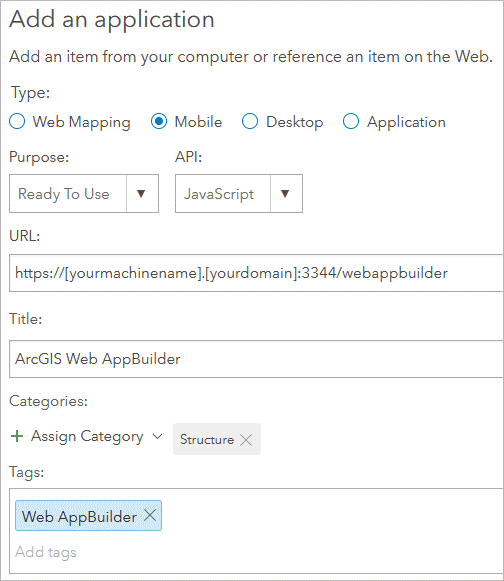 Add an application
Add an item from your computer or reference an item on the Web.
Type:
Web Mapping Mobile Desktop Application
Purpose: API:
Ready To Use JavaScript
URL:
https://[yourmachinename].[yourdomain]:3344/webappbuilder
Title:
ArcGIS Web AppBuilder
Categories:
Assign Category Structure
Tags:
Web AppBuilder
Add tags